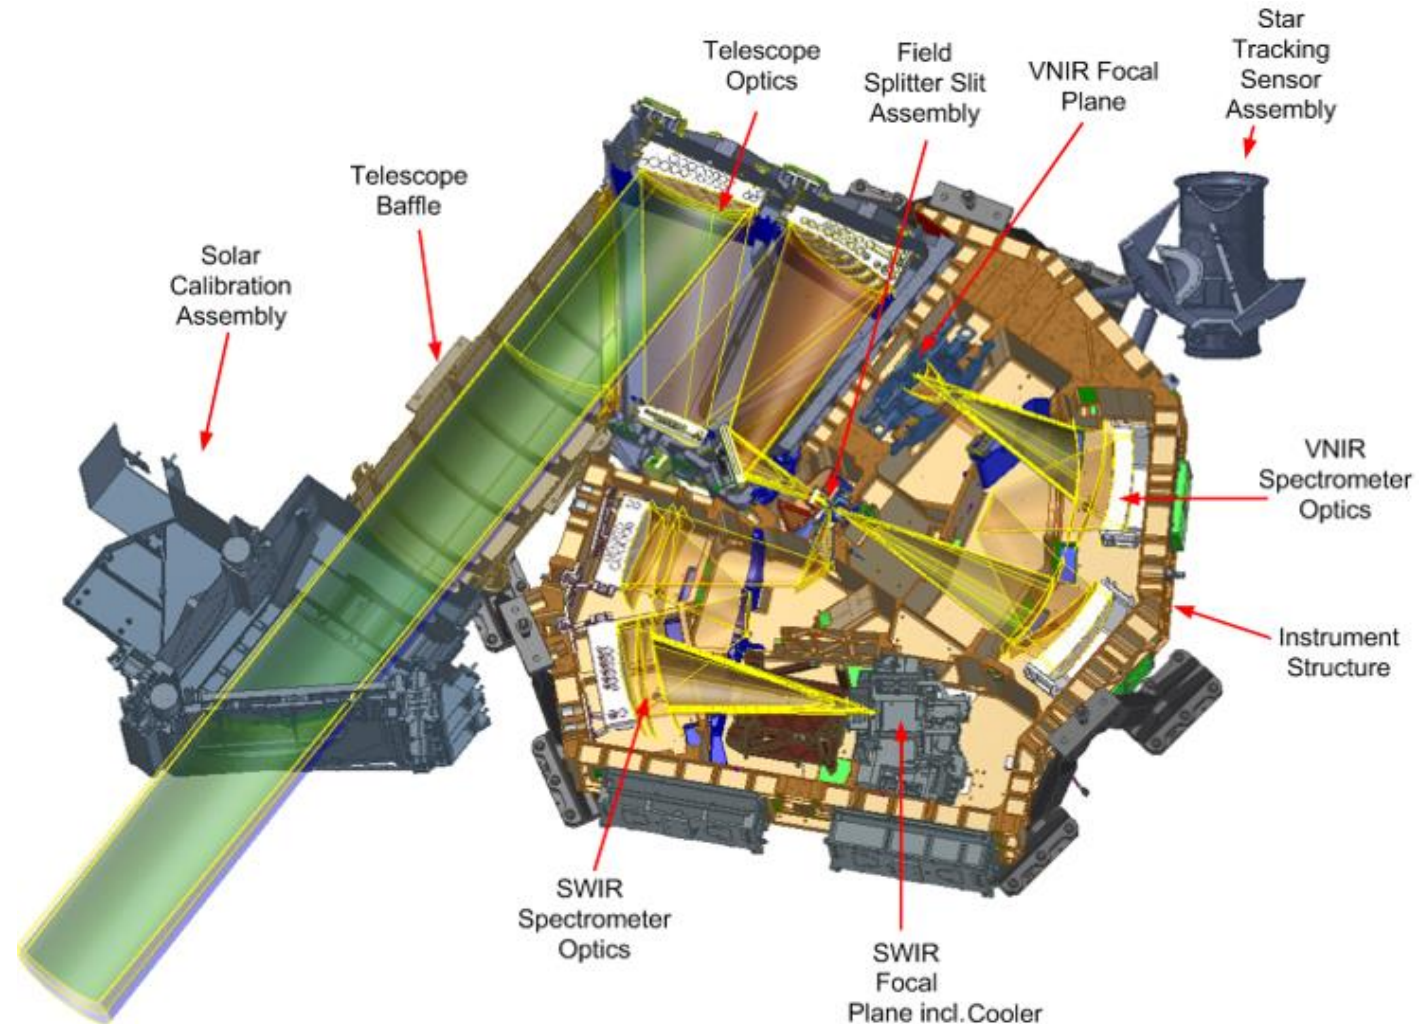 Star
Tracking
Sensor
Assembly
Telescope
Optics
Field
Splitter Slit
Assembly
VNIR Focal
Plane
Telescope
Baffle
Solar
Calibration
Assembly
VNIR
Spectrometer
Optics
Instrument
Structure
SWIR
Spectrometer
Optics
SWIR
Focal
Plane incl.Cooler